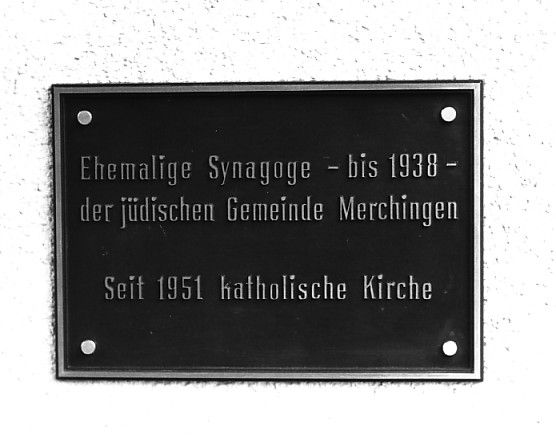 Ehemalige Synagoge – bis 1938 –
der jüdischen Gemeinde Merchingen
Seit 1951 katholische Kirche